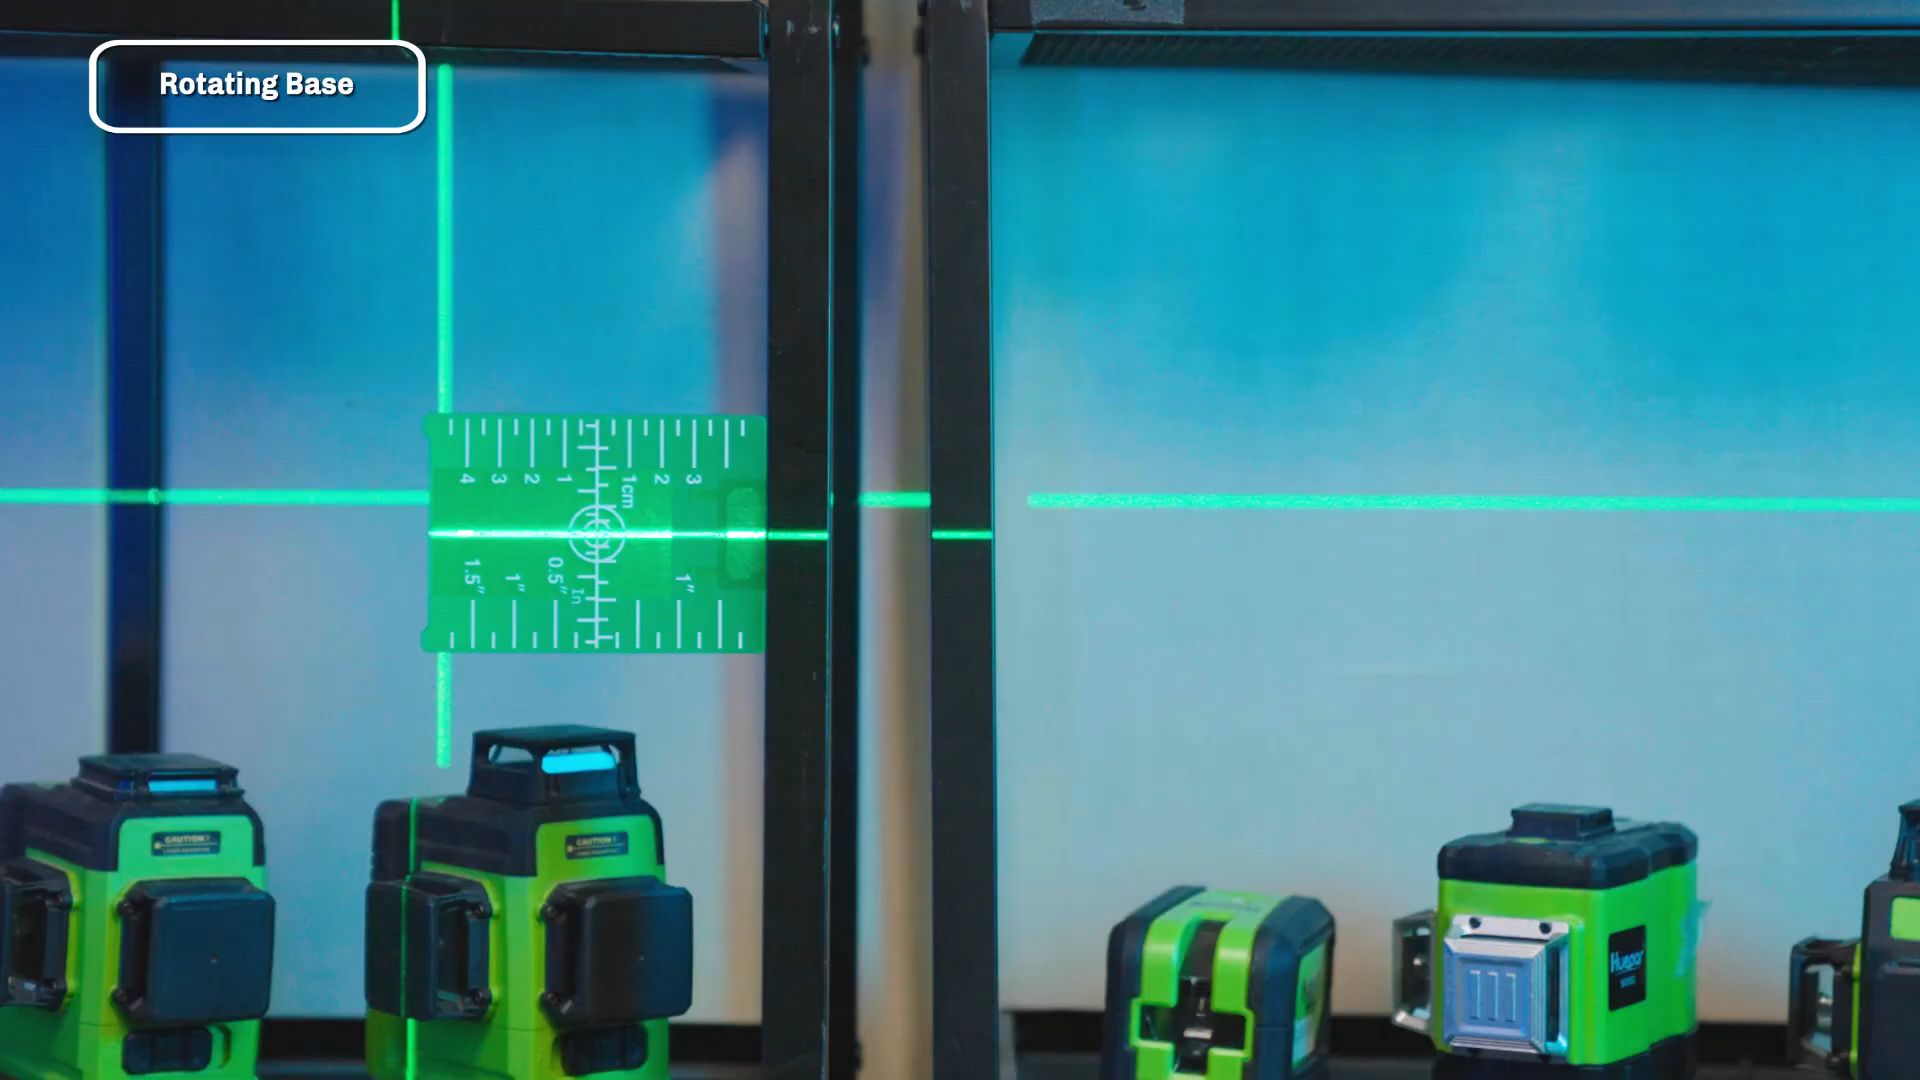 Rotating Base
4 3 2 1 1cm 2 3
1.5" 1" 0.5" In 1"
CAUTION!
CAUTION!
Huepar